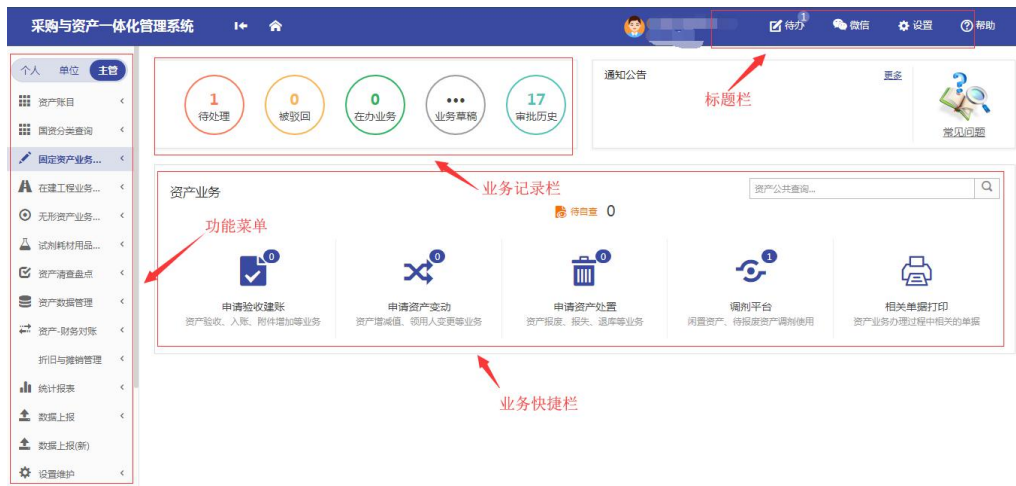 采购与资产一体化管理系统
待办 1
微信
设置
帮助
标题栏
个人 单位 主管
资产账目
国资分类查询
固定资产业务...
在建工程业务...
无形资产业务...
试剂耗材用品...
资产清查盘点
资产数据管理
资产-财务对账
折旧与摊销管理
统计报表
数据上报
数据上报(新)
设置维护
功能菜单
1
待处理
0
被驳回
0
在办业务
•••
业务草稿
17
审批历史
业务记录栏
通知公告
更多
常见问题
资产业务
待自查 0
资产公共查询...
0
申请验收建账
资产验收、入账、附件增加等业务
0
申请资产变动
资产增减值、领用人变更等业务
0
申请资产处置
资产报废、报失、退库等业务
1
调剂平台
闲置资产、待报废资产调剂使用
相关单据打印
资产业务办理过程中相关的单据
业务快捷栏